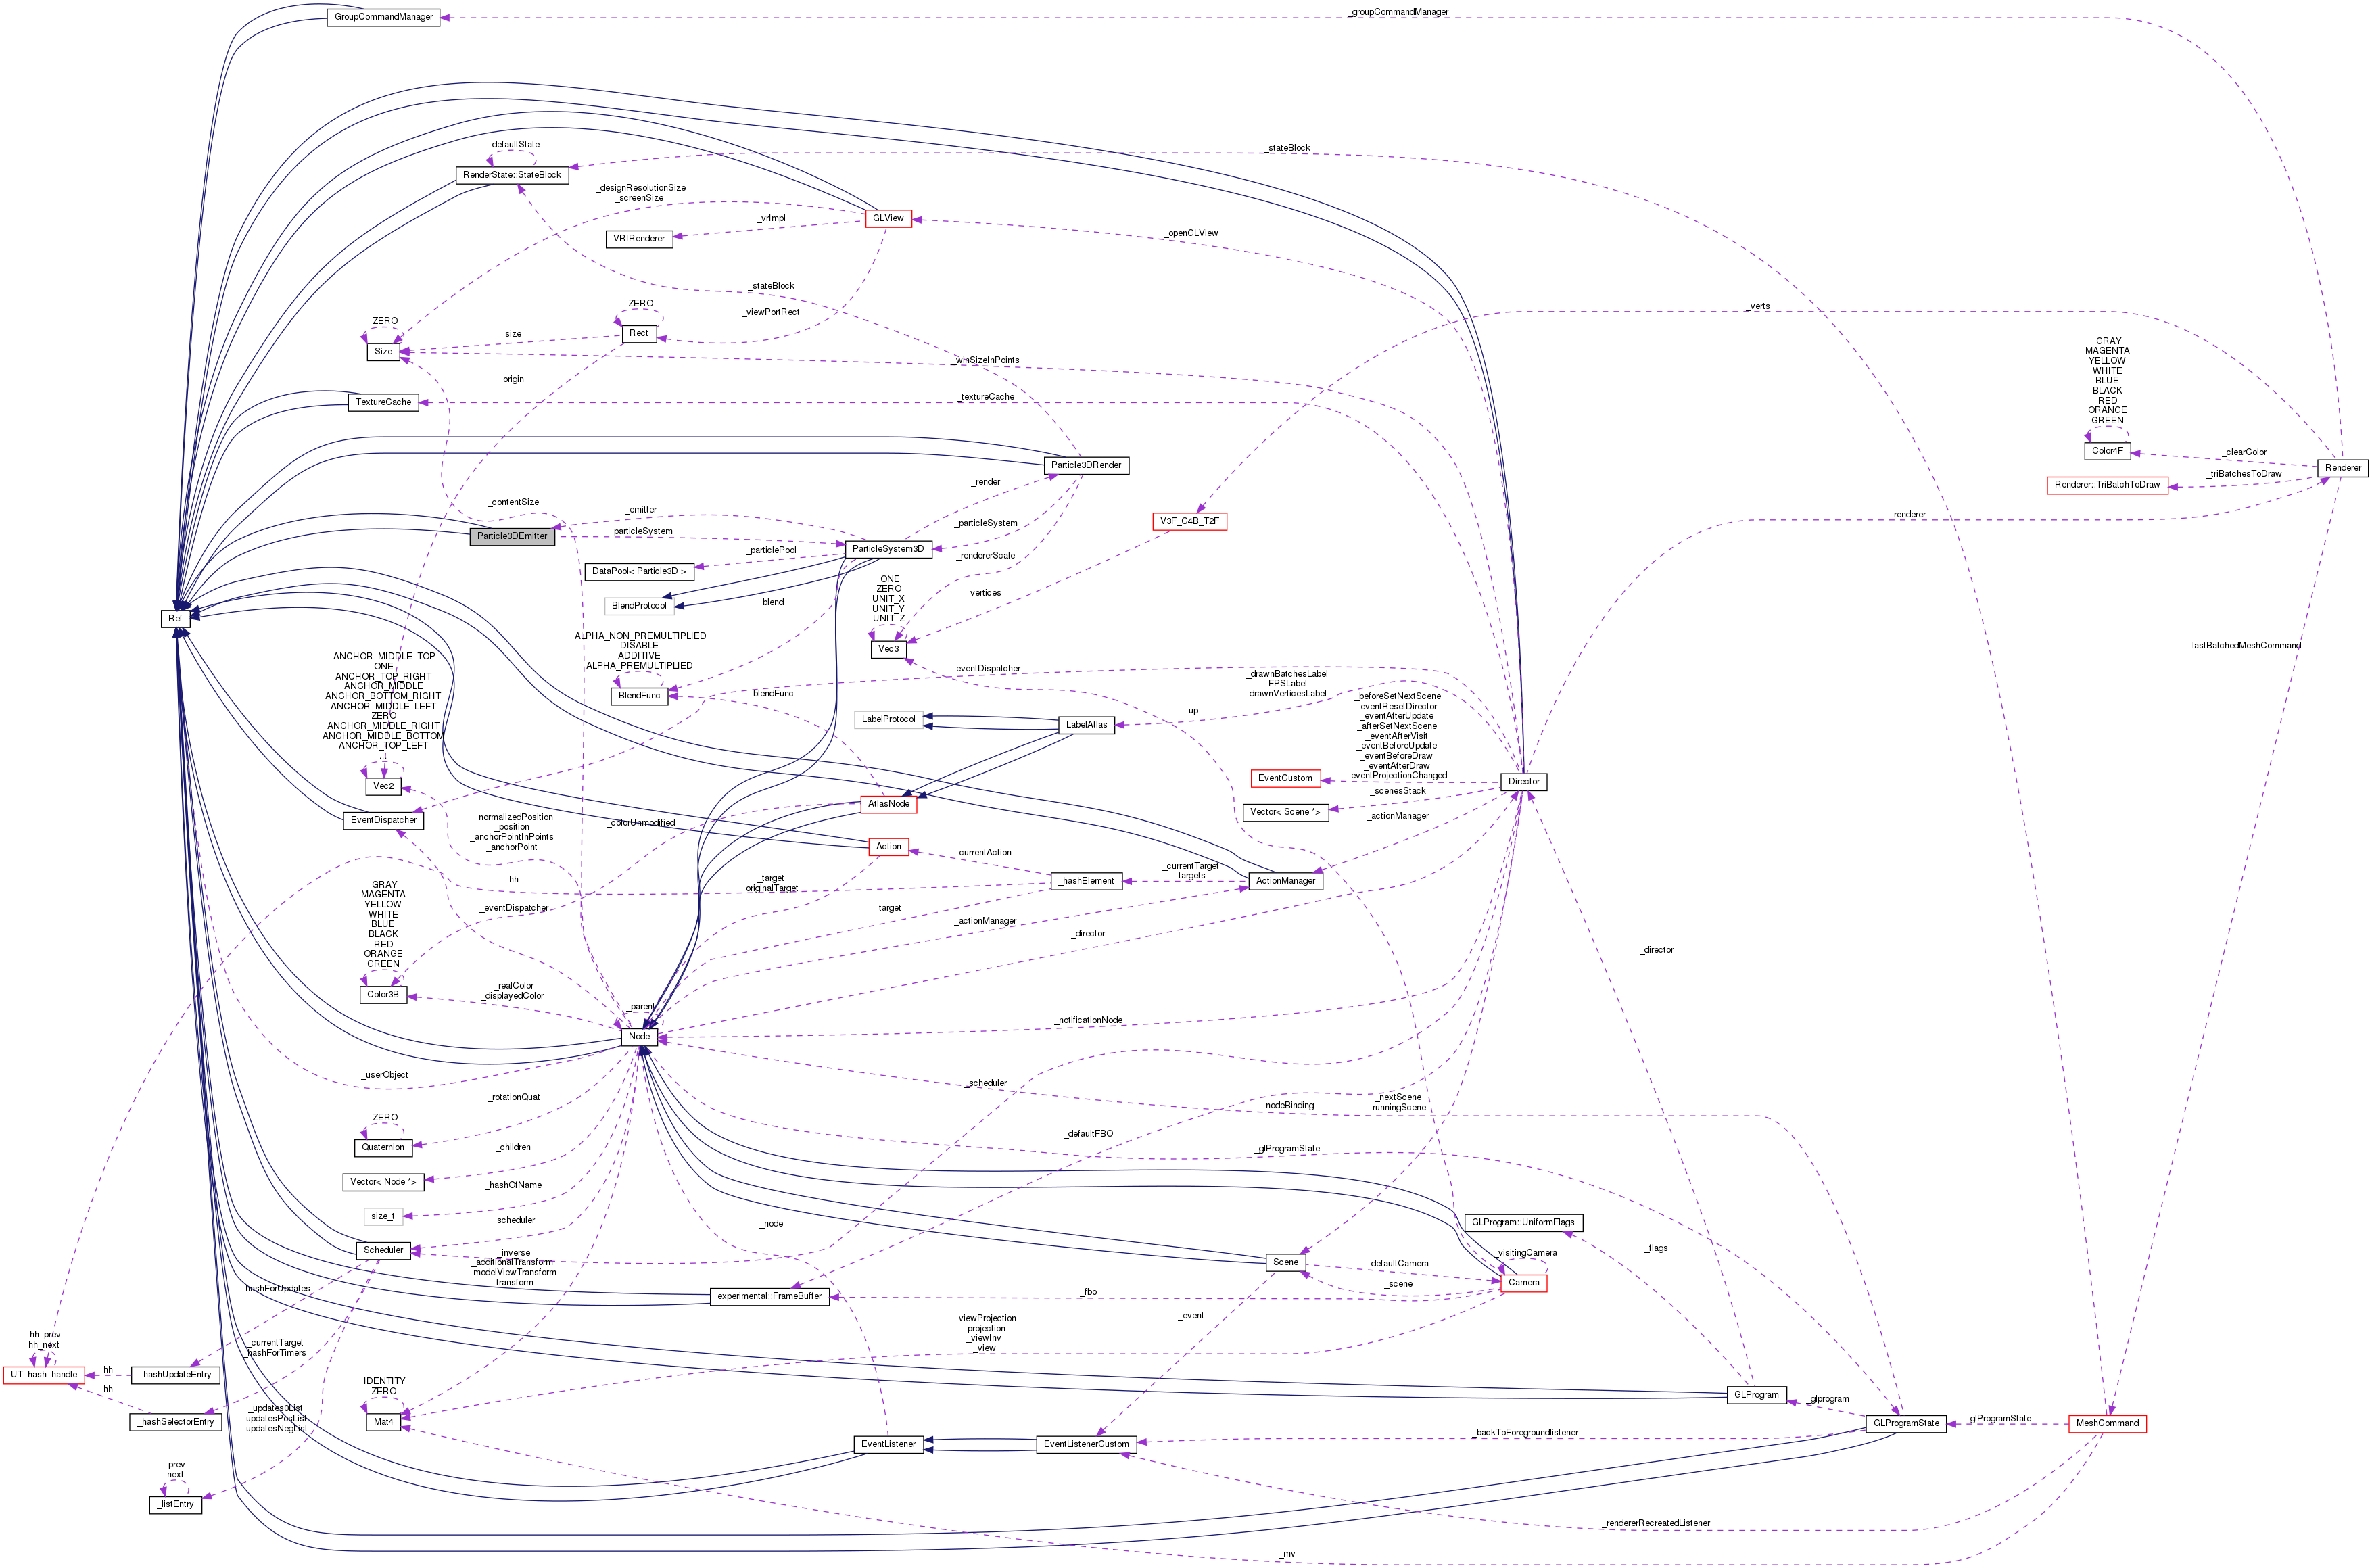 GroupCommandManager
_groupCommandManager
_defaultState
_stateBlock
RenderState::StateBlock
_designResolutionSize
_screenSize
GLView
_vrImpl
VRIRenderer
_openGLView
_stateBlock
_viewPortRect
_verts
ZERO
Rect
ZERO
size
Size
_winSizeInPoints
origin
TextureCache
_textureCache
GRAY
MAGENTA
YELLOW
WHITE
BLUE
BLACK
RED
ORANGE
GREEN
Color4F
_clearColor
Renderer
_triBatchesToDraw
Renderer::TriBatchToDraw
Particle3DRender
_render
_contentSize
_emitter
_particleSystem
Particle3DEmitter
_particleSystem
_renderer
V3F_C4B_T2F
ParticleSystem3D
_particlePool
_rendererScale
DataPool< Particle3D >
ONE
ZERO
UNIT_X
UNIT_Y
UNIT_Z
Vec3
vertices
BlendProtocol
_blend
Ref
ALPHA_NON_PREMULTIPLIED
DISABLE
ADDITIVE
ALPHA_PREMULTIPLIED
BlendFunc
_blendFunc
_lastBatchedMeshCommand
ANCHOR_MIDDLE_TOP
ONE
ANCHOR_TOP_RIGHT
ANCHOR_MIDDLE
ANCHOR_BOTTOM_RIGHT
ANCHOR_MIDDLE_LEFT
ZERO
ANCHOR_MIDDLE_RIGHT
ANCHOR_MIDDLE_BOTTOM
ANCHOR_TOP_LEFT
...
Vec2
_eventDispatcher
_drawnBatchesLabel
_FPSLabel
_drawnVerticesLabel
_up
LabelProtocol
LabelAtlas
_beforeSetNextScene
_eventResetDirector
_eventAfterUpdate
_afterSetNextScene
_eventAfterVisit
_eventBeforeUpdate
_eventBeforeDraw
_eventAfterDraw
_eventProjectionChanged
EventCustom
Director
_scenesStack
Vector< Scene *>
AtlasNode
_colorUnmodified
EventDispatcher
_normalizedPosition
_position
_anchorPointInPoints
_anchorPoint
_actionManager
Action
currentAction
_hashElement
_currentTarget
targets
ActionManager
hh
_target
_originalTarget
target
_eventDispatcher
_actionManager
_director
_director
GRAY
MAGENTA
YELLOW
WHITE
BLUE
BLACK
RED
ORANGE
GREEN
Color3B
_realColor
_displayedColor
_parent
Node
_notificationNode
_userObject
_rotationQuat
_scheduler
_nodeBinding
_nextScene
_runningScene
ZERO
Quaternion
_children
_defaultFBO
_glProgramState
Vector< Node *>
_hashOfName
size_t
_scheduler
_node
GLProgram::UniformFlags
_flags
Scheduler
_inverse
_additionalTransform
_modelViewTransform
_transform
Scene
_defaultCamera
_visitingCamera
Camera
_scene
_hashForUpdates
experimental::FrameBuffer
_fbo
_event
_viewProjection
_projection
_viewInv
_view
hh_prev
hh_next
UT_hash_handle
hh
_hashUpdateEntry
_currentTarget
_hashForTimers
hh
_hashSelectorEntry
IDENTITY
ZERO
Mat4
GLProgram
_glprogram
_updates0List
_updatesPosList
_updatesNegList
GLProgramState
_glProgramState
MeshCommand
_backToForegroundlistener
EventListener
EventListenerCustom
prev
next
_listEntry
_rendererRecreatedListener
_mv